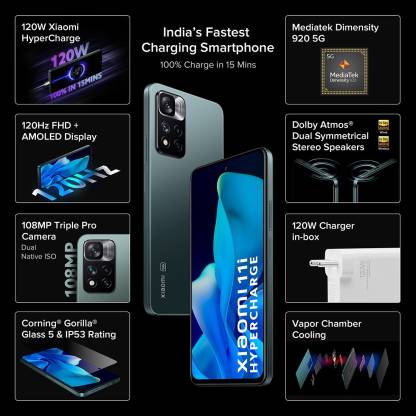 120W Xiaomi
HyperCharge
120W
100% IN 15MINS
India's Fastest
Charging Smartphone
100% Charge in 15 Mins
Mediatek Dimensity
920 5G
5G
MediaTek
Dimensity 920
120Hz FHD +
AMOLED Display
120Hz
Dolby Atmos®
Dual Symmetrical
Stereo Speakers
108MP Triple Pro
Camera
Dual
Native ISO
108MP
xiaomi
Xiaomi 11i
HYPERCHARGE
120W Charger
in-box
Corning® Gorilla®
Glass 5 & IP53 Rating
Vapor Chamber
Cooling